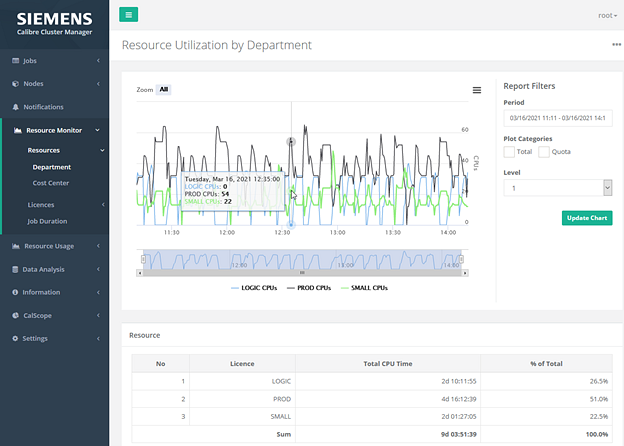 SIEMENS
Calibre Cluster Manager
root
Jobs
Nodes
Notifications
Resource Monitor
Resources
Department
Cost Center
Licences
Job Duration
Resource Usage
Data Analysis
Information
CalScope
Settings
Resource Utilization by Department
Zoom All
Tuesday, Mar 16, 2021 12:35:00
LOGIC CPUs: 0
PROD CPUs: 54
SMALL CPUs: 22
60
40
20
0
CPUs
11:30 12:00 12:30 13:00 13:30 14:00
12:00 13:00 14:00
LOGIC CPUs PROD CPUs SMALL CPUs
Report Filters
Period
03/16/2021 11:11 - 03/16/2021 14:1
Plot Categories
Total Quota
Level
1
Update Chart
Resource
No Licence Total CPU Time % of Total
1 LOGIC 2d 10:11:55 26.5%
2 PROD 4d 16:12:39 51.0%
3 SMALL 2d 01:27:05 22.5%
Sum 9d 03:51:39 100.0%